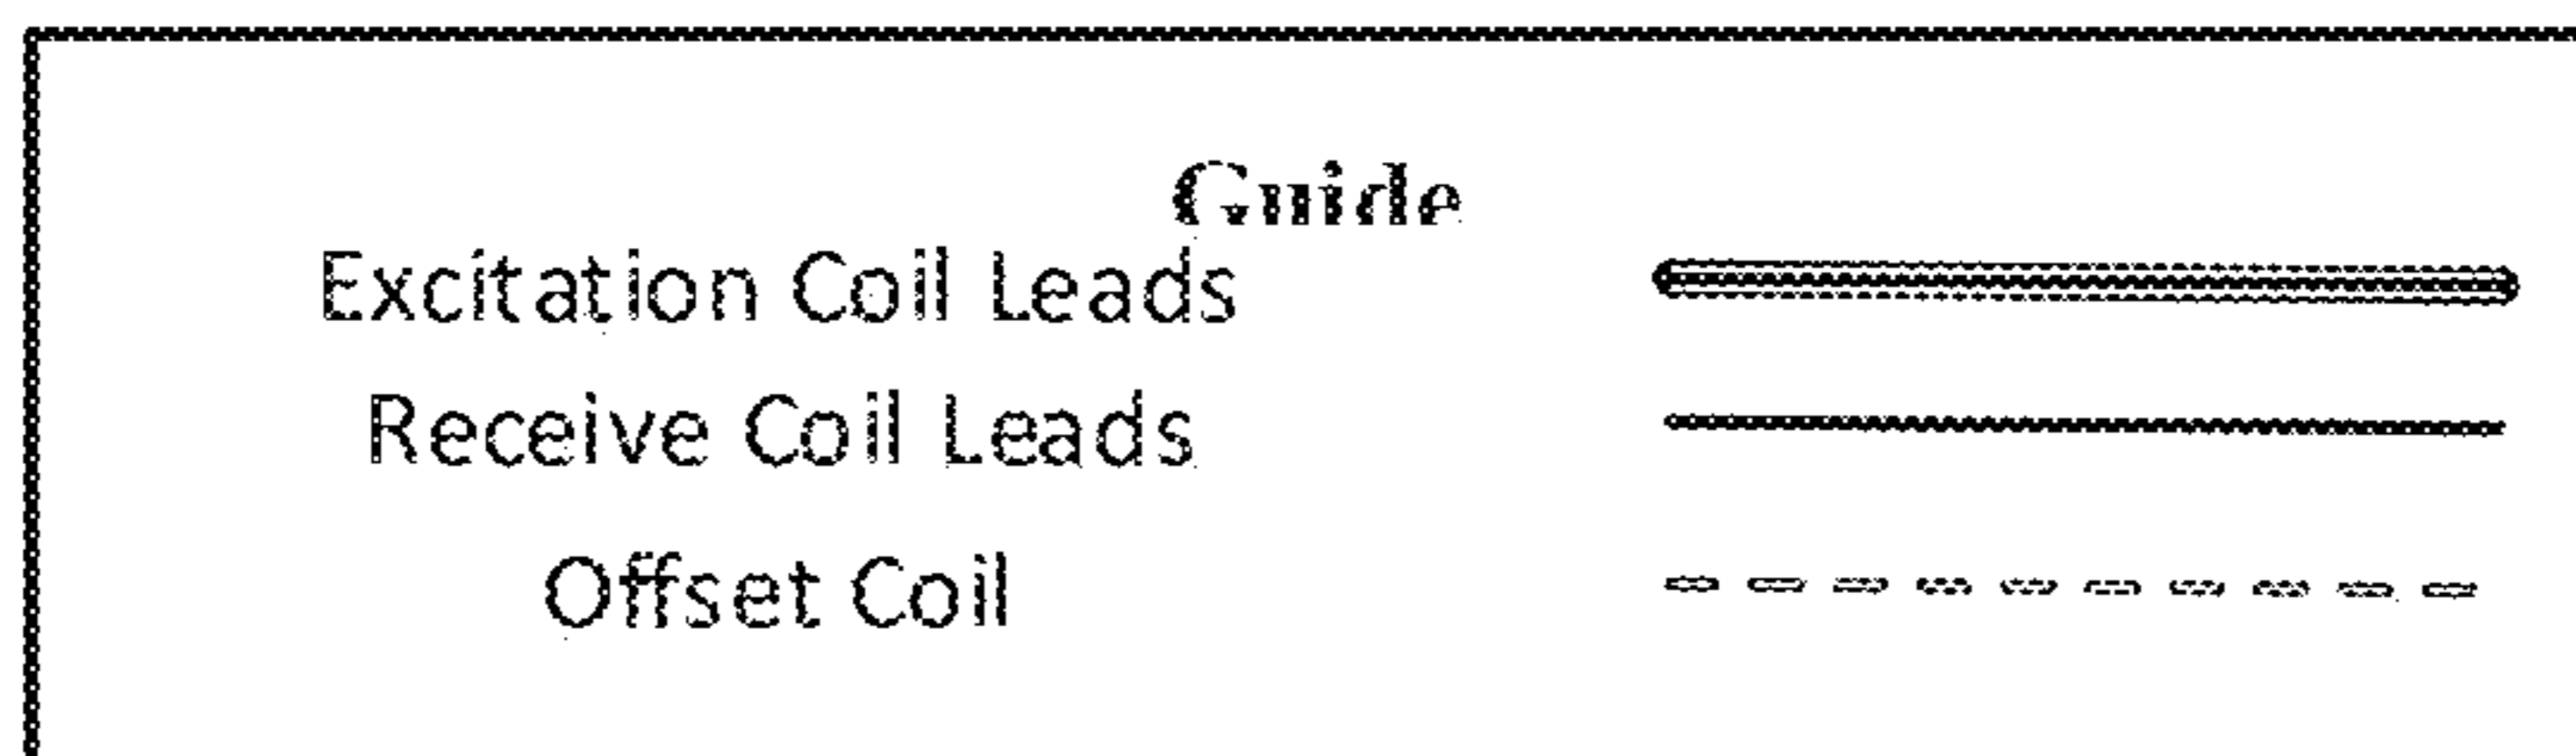 Guide
Excitation Coil Leads
Receive Coil Leads
Offset Coil